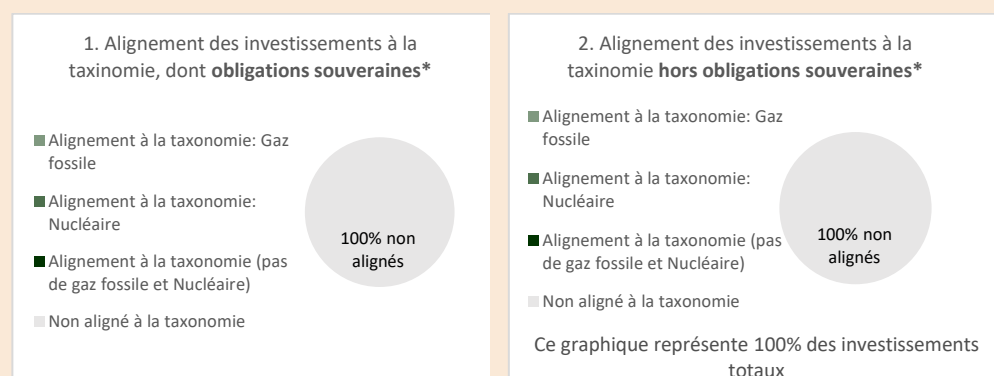 1. Alignement des investissements à la
taxinomie, dont obligations souveraines*
Alignement à la taxonomie: Gaz
fossile
Alignement à la taxonomie:
Nucléaire
Alignement à la taxonomie (pas
de gaz fossile et Nucléaire)
Non aligné à la taxonomie
100% non
alignés
2. Alignement des investissements à la
taxinomie hors obligations souveraines*
Alignement à la taxonomie: Gaz
fossile
Alignement à la taxonomie:
Nucléaire
Alignement à la taxonomie (pas
de gaz fossile et Nucléaire)
Non aligné à la taxonomie
100% non
alignés
Ce graphique représente 100% des investissements
totaux